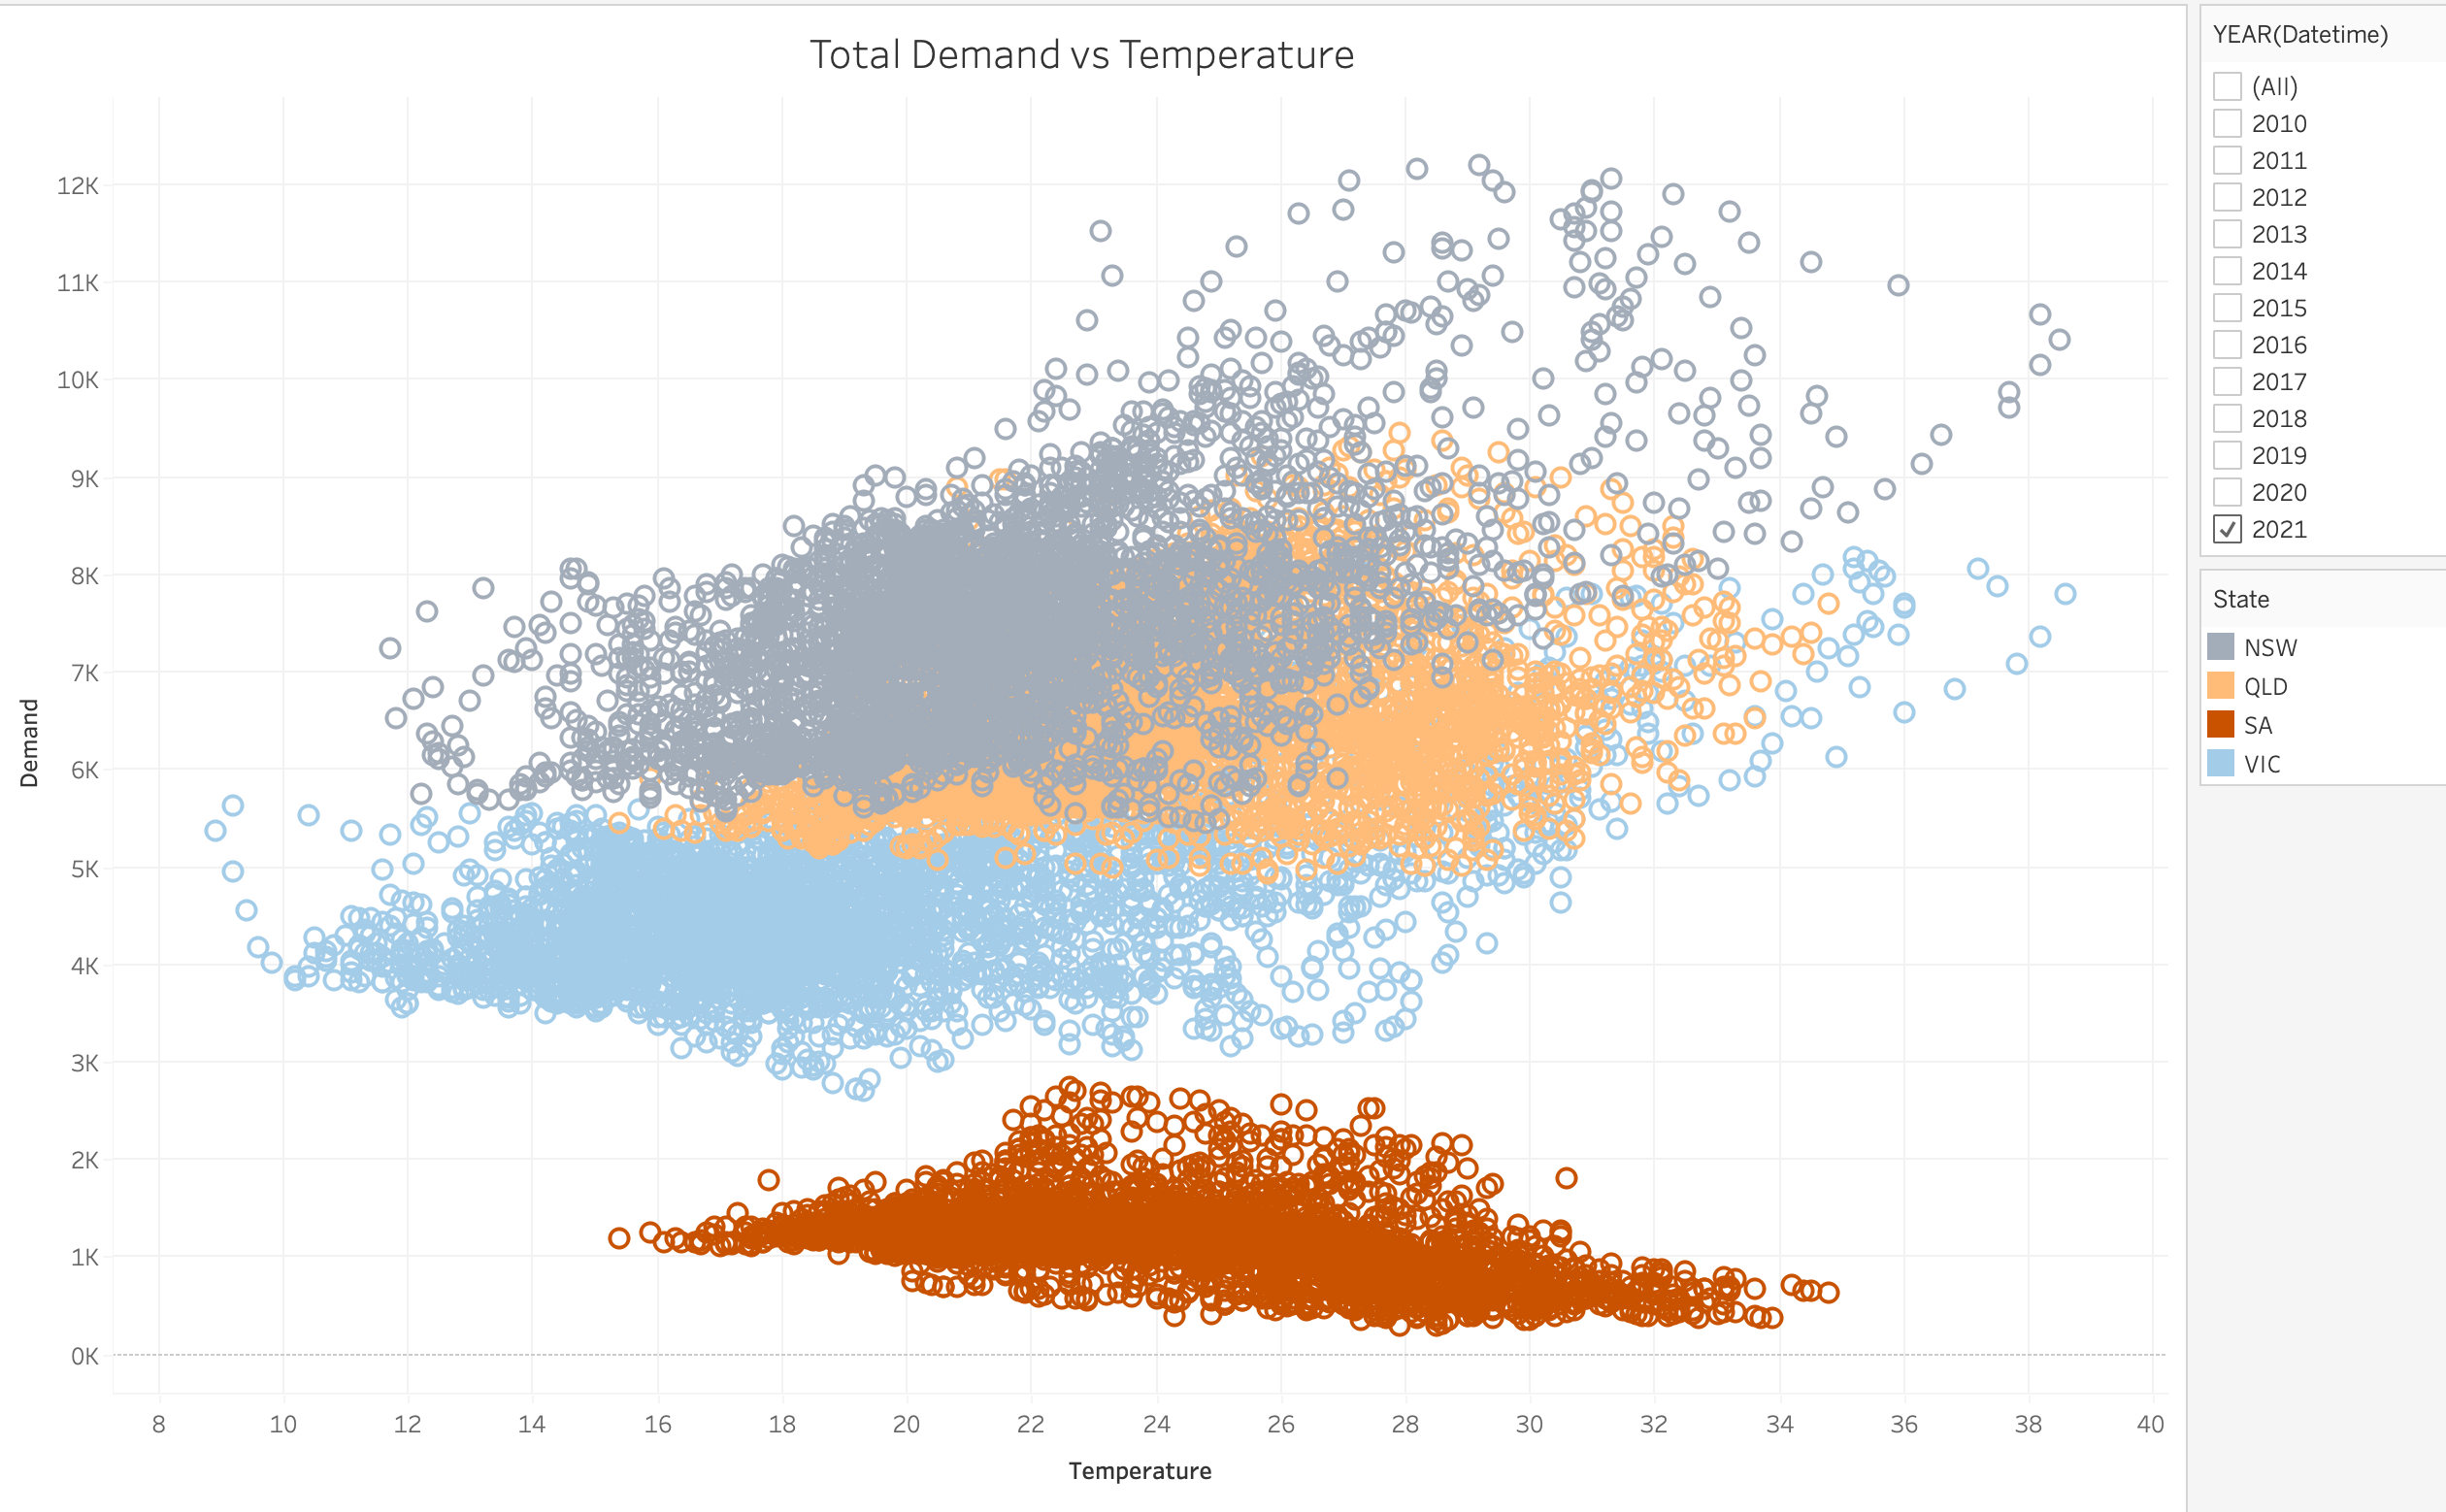 Total Demand vs Temperature
12K
11K
10K
9K
8K
7K
6K
5K
4K
3K
2K
1K
0K
Demand
8 10 12 14 16 18 20 22 24 26 28 30 32 34 36 38 40
Temperature
YEAR(Datetime)
(All)
2010
2011
2012
2013
2014
2015
2016
2017
2018
2019
2020
2021
State
NSW
QLD
SA
VIC